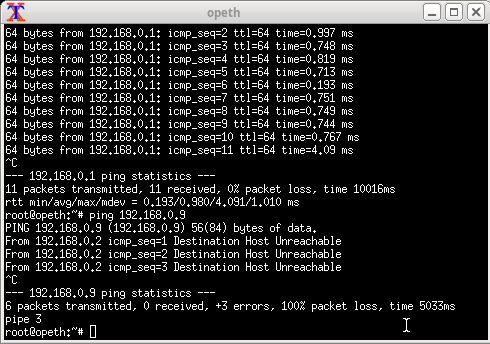 opeth
64 bytes from 192.168.0.1: icmp_seq=2 ttl=64 time=0.997 ms
64 bytes from 192.168.0.1: icmp_seq=3 ttl=64 time=0.748 ms
64 bytes from 192.168.0.1: icmp_seq=4 ttl=64 time=0.819 ms
64 bytes from 192.168.0.1: icmp_seq=5 ttl=64 time=0.713 ms
64 bytes from 192.168.0.1: icmp_seq=6 ttl=64 time=0.193 ms
64 bytes from 192.168.0.1: icmp_seq=7 ttl=64 time=0.751 ms
64 bytes from 192.168.0.1: icmp_seq=8 ttl=64 time=0.749 ms
64 bytes from 192.168.0.1: icmp_seq=9 ttl=64 time=0.744 ms
64 bytes from 192.168.0.1: icmp_seq=10 ttl=64 time=0.767 ms
64 bytes from 192.168.0.1: icmp_seq=11 ttl=64 time=4.09 ms
^C
--- 192.168.0.1 ping statistics ---
11 packets transmitted, 11 received, 0% packet loss, time 10016ms
rtt min/avg/max/mdev = 0.193/0.980/4.091/1.010 ms
root@opeth:~# ping 192.168.0.9
PING 192.168.0.9 (192.168.0.9) 56(84) bytes of data.
From 192.168.0.2 icmp_seq=1 Destination Host Unreachable
From 192.168.0.2 icmp_seq=2 Destination Host Unreachable
From 192.168.0.2 icmp_seq=3 Destination Host Unreachable
^C
--- 192.168.0.9 ping statistics ---
6 packets transmitted, 0 received, +3 errors, 100% packet loss, time 5033ms
pipe 3
root@opeth:~#